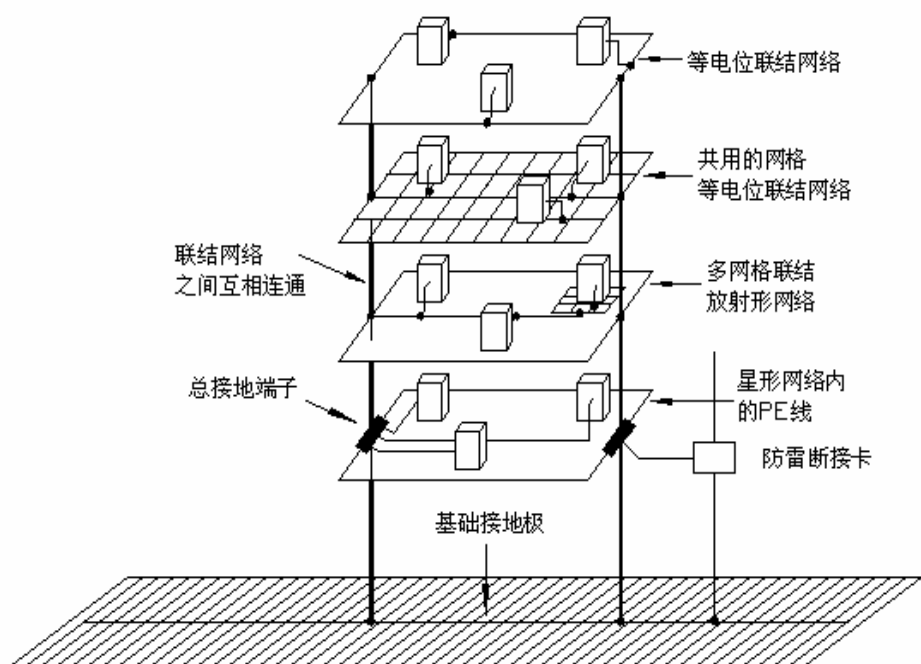 等电位联结网络
共用的网格
等电位联结网络
联结网络
之间互相连通
多网格联结
放射形网络
总接地端子
星形网络内
的PE线
防雷断接卡
基础接地极